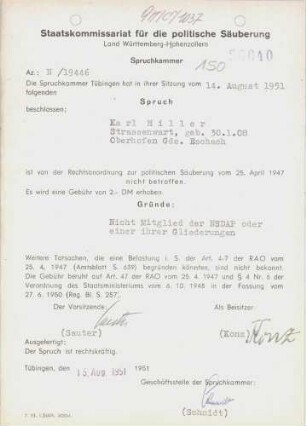 Staatskommissariat für die politische Säuberung
Land Württemberg-Hohenzollern
Spruchkammer 150
Az.: N /19446
Die Spruchkammer Tübingen hat in ihrer Sitzung vom 14. August 1951
folgenden
Spruch
beschlossen:
Karl Miller
Strassenwart, geb. 30.1.08
Oberhofen Gde. Eschach
ist von der Rechtsanordnung zur politischen Säuberung vom 25. April 1947
nicht betroffen.
Es wird eine Gebühr von 2.- DM erhoben.
Gründe:
Nicht Mitglied der NSDAP oder
einer ihrer Gliederungen
Weitere Tatsachen, die eine Belastung i. S. der Art. 4-7 der RAO vom
25. 4. 1947 (Amtsblatt S. 639) begründen könnten, sind nicht bekannt.
Die Gebühr beruht auf Art. 47 der RAO vom 25. 4. 1947 und § 4 Nr. 6 der
Verordnung des Staatsministeriums vom 6. 10. 1948 in der Fassung vom
27. 6. 1950 (Reg. Bl. S. 257).
Der Vorsitzende: Als Beisitzer:
(Sauter) (Konz) Konz
Ausgefertigt:
Der Spruch ist rechtskräftig.
Tübingen, 15. Aug. 1951 1951
Geschäftsstelle der Spruchkammer:
(Schmidt)